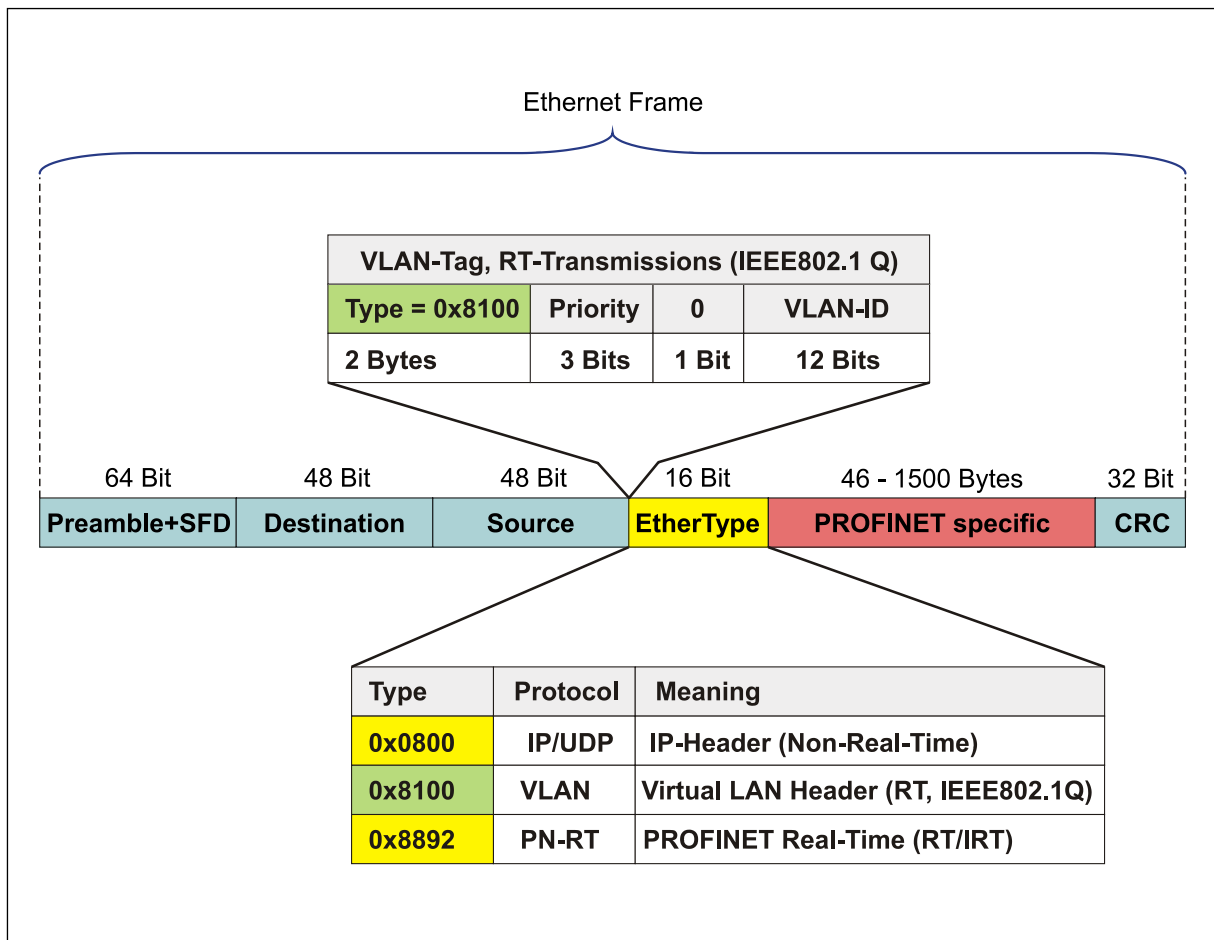 Ethernet Frame
VLAN-Tag, RT-Transmissions (IEEE802.1 Q)
Type = 0x8100 Priority 0 VLAN-ID
2 Bytes 3 Bits 1 Bit 12 Bits
64 Bit 48 Bit 48 Bit 16 Bit 46 - 1500 Bytes 32 Bit
Preamble+SFD Destination Source EtherType PROFINET specific CRC
Type Protocol Meaning
0x0800 IP/UDP IP-Header (Non-Real-Time)
0x8100 VLAN Virtual LAN Header (RT, IEEE802.1Q)
0x8892 PN-RT PROFINET Real-Time (RT/IRT)